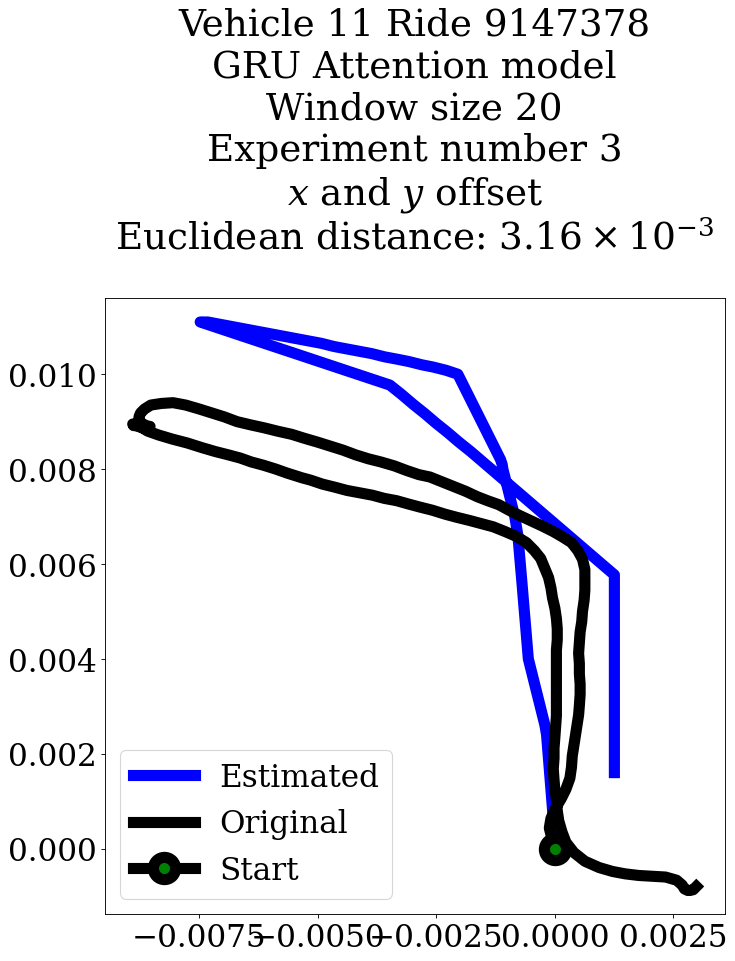 Vehicle 11 Ride 9147378
GRU Attention model
Window size 20
Experiment number 3
x and y offset
Euclidean distance: 3.16 × 10⁻³
0.010
0.008
0.006
0.004
0.002
0.000
Estimated
Original
Start
−0.0075 −0.0050 −0.0025 0.0000 0.0025